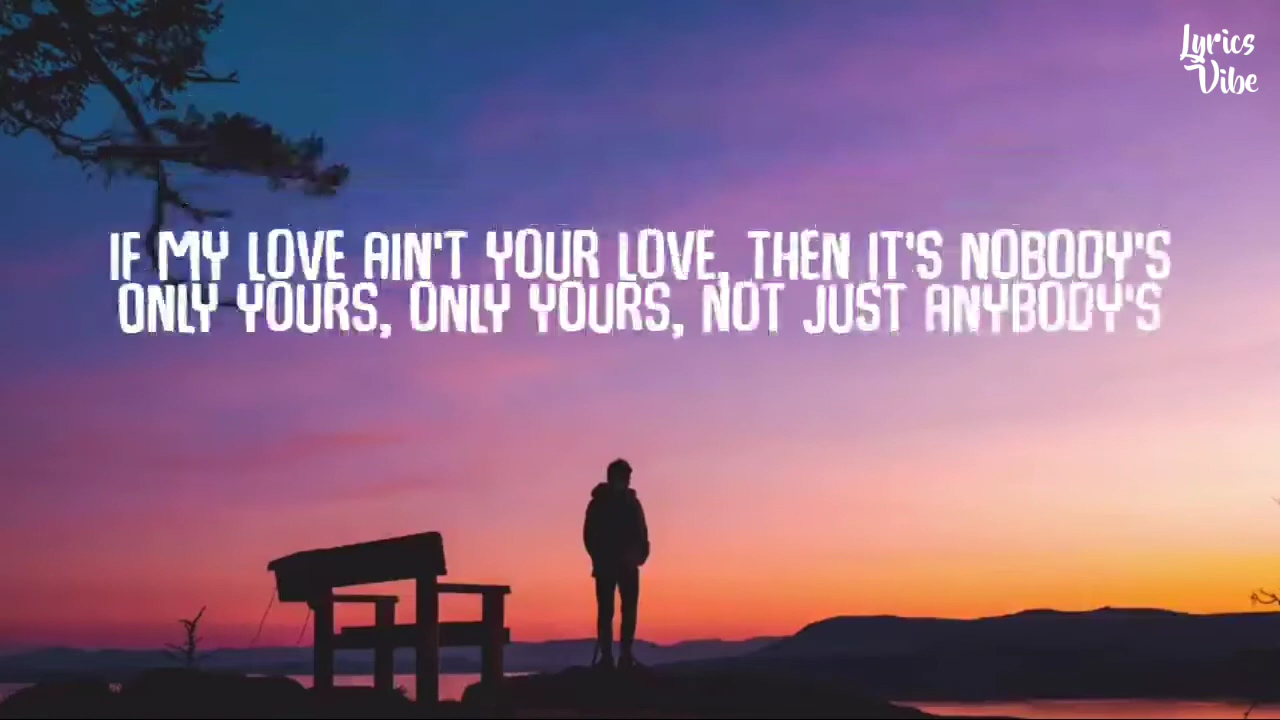 Lyrics
Vibe
IF MY LOVE AIN'T YOUR LOVE, THEN IT'S NOBODY'S
ONLY YOURS, ONLY YOURS, NOT JUST ANYBODY'S